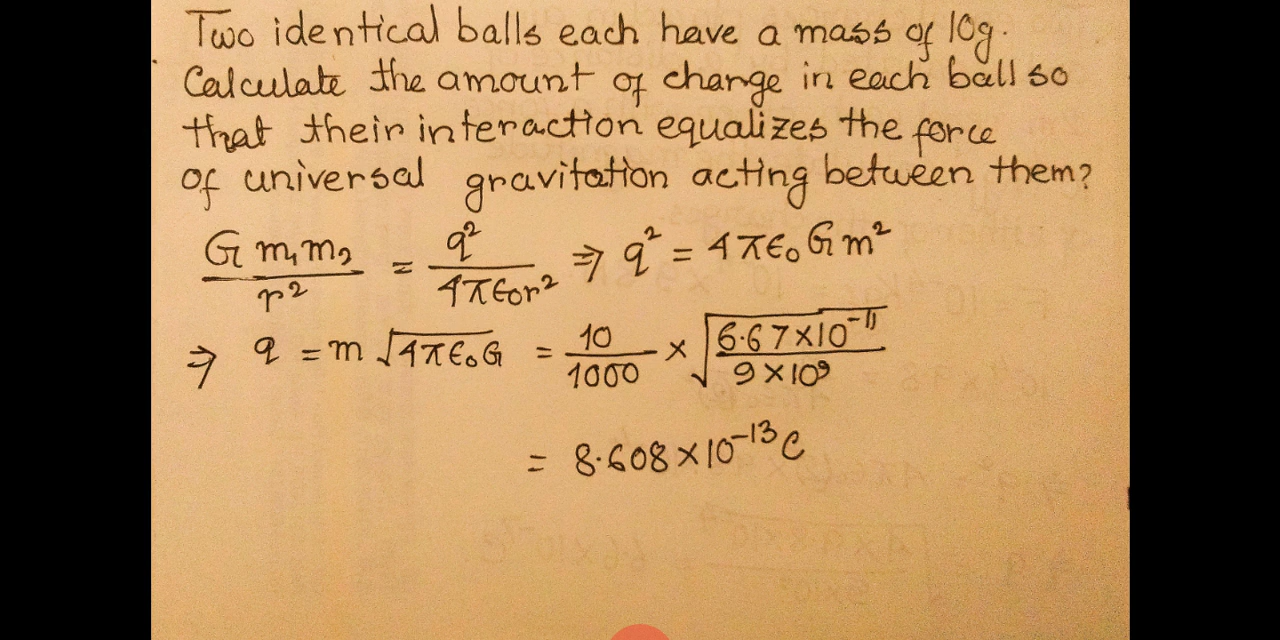 Two identical balls each have a mass of 10g.
Calculate the amount of change in each ball so
that their interaction equalizes the force
of universal gravitation acting between them?
G m₁m₂ / r² = q² / 4πϵ₀r² ⇒ q² = 4πϵ₀Gm²
⇒ q = m √4πϵ₀G = 10/1000 × √(6.67×10⁻¹¹ / 9×10⁹)
= 8.608×10⁻¹³ C